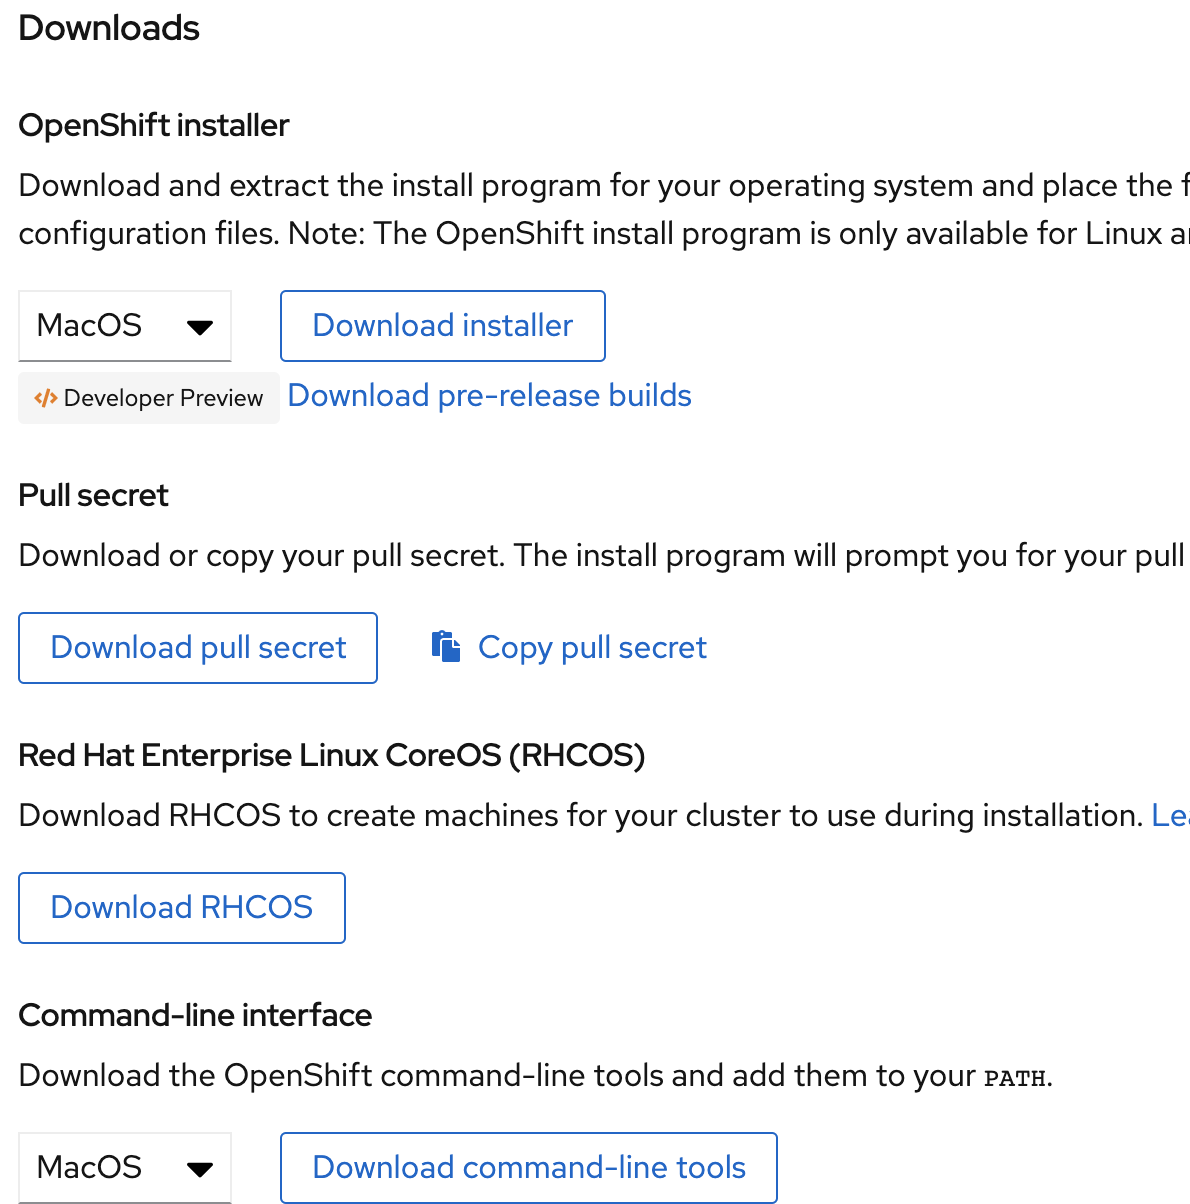 Downloads
OpenShift installer
Download and extract the install program for your operating system and place the
configuration files. Note: The OpenShift install program is only available for Linux
MacOS
Download installer
</> Developer Preview
Download pre-release builds
Pull secret
Download or copy your pull secret. The install program will prompt you for your pull
Download pull secret
Copy pull secret
Red Hat Enterprise Linux CoreOS (RHCOS)
Download RHCOS to create machines for your cluster to use during installation.
Download RHCOS
Command-line interface
Download the OpenShift command-line tools and add them to your PATH.
MacOS
Download command-line tools